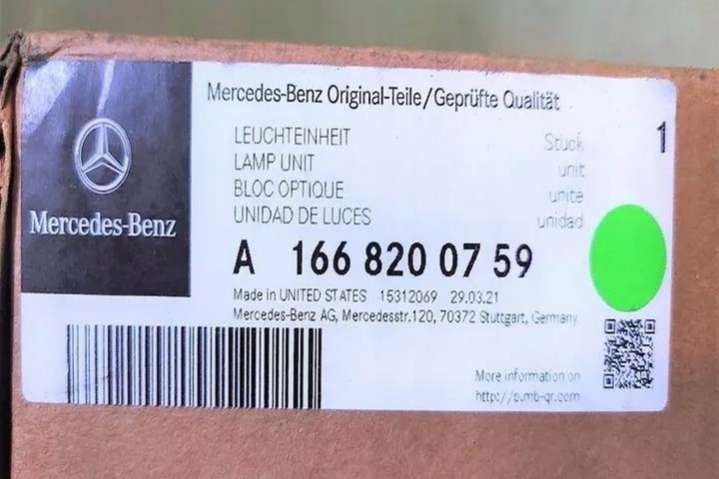 Mercedes-Benz
Mercedes-Benz Original-Teile/Geprüfte Qualität
LEUCHTEINHEIT Stück 1
LAMP UNIT unit
BLOC OPTIQUE unite
UNIDAD DE LUCES unidad
A 166 820 07 59
Made in UNITED STATES 15312069 29.03.21
Mercedes-Benz AG, Mercedesstr.120, 70372 Stuttgart, Germany
More information on